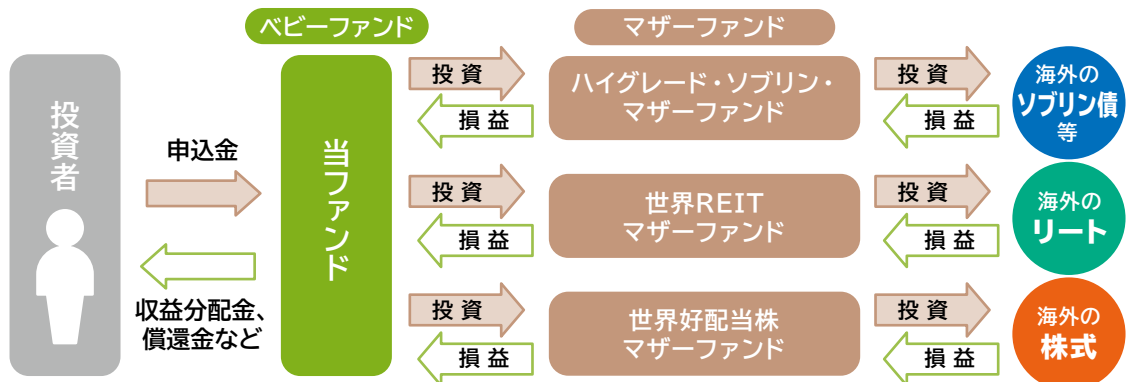 ベビーファンド
マザーファンド
投資者
申込金
収益分配金、
償還金など
当ファンド
投資
損益
ハイグレード・ソブリン・
マザーファンド
投資
損益
海外の
ソブリン債
等
投資
損益
世界REIT
マザーファンド
投資
損益
海外の
リート
投資
損益
世界好配当株
マザーファンド
投資
損益
海外の
株式